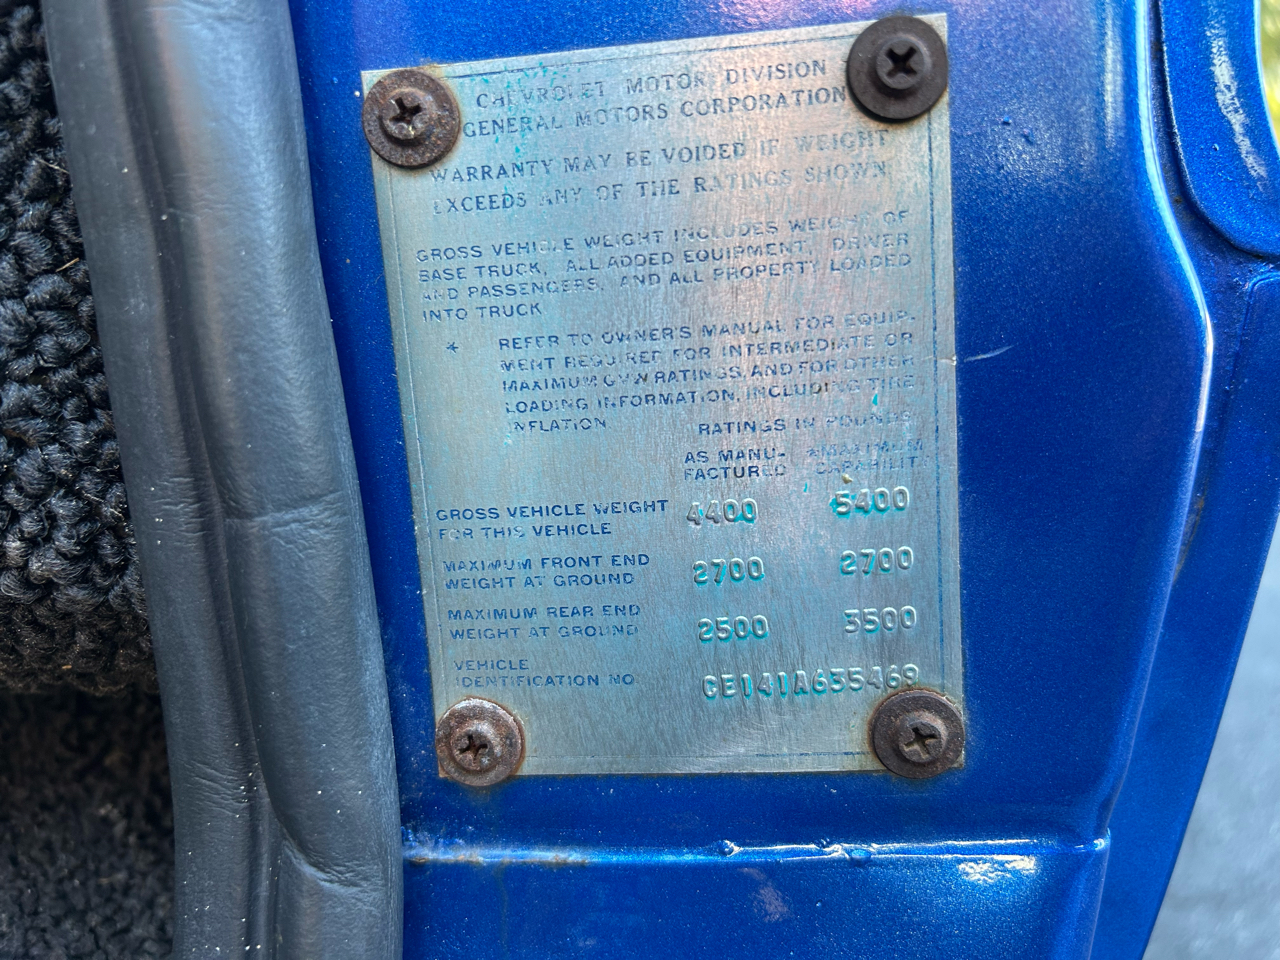 CHEVROLET MOTOR DIVISION
GENERAL MOTORS CORPORATION
WARRANTY MAY BE VOIDED IF WEIGHT
EXCEEDS ANY OF THE RATINGS SHOWN
GROSS VEHICLE WEIGHT INCLUDES WEIGHT OF
BASE TRUCK, ALL ADDED EQUIPMENT, DRIVER
AND PASSENGERS, AND ALL PROPERTY LOADED
INTO TRUCK
* REFER TO OWNER'S MANUAL FOR EQUIP-
MENT REQUIRED FOR INTERMEDIATE OR
MAXIMUM GVW RATINGS, AND FOR OTHER
LOADING INFORMATION, INCLUDING TIRE
INFLATION
RATINGS IN POUNDS
AS MANU- *MAXIMUM
FACTURED CAPABILITY
GROSS VEHICLE WEIGHT 4400 5400
FOR THIS VEHICLE
MAXIMUM FRONT END 2700 2700
WEIGHT AT GROUND
MAXIMUM REAR END 2500 3500
WEIGHT AT GROUND
VEHICLE
IDENTIFICATION NO CE141A635469